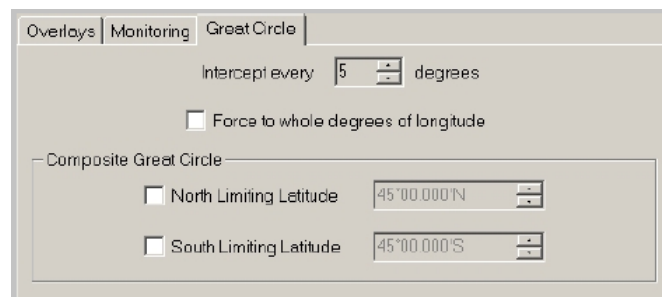 Overlays Monitoring Great Circle
Intercept every 5 degrees
Force to whole degrees of longitude
Composite Great Circle
North Limiting Latitude 45°00.000'N
South Limiting Latitude 45°00.000'S